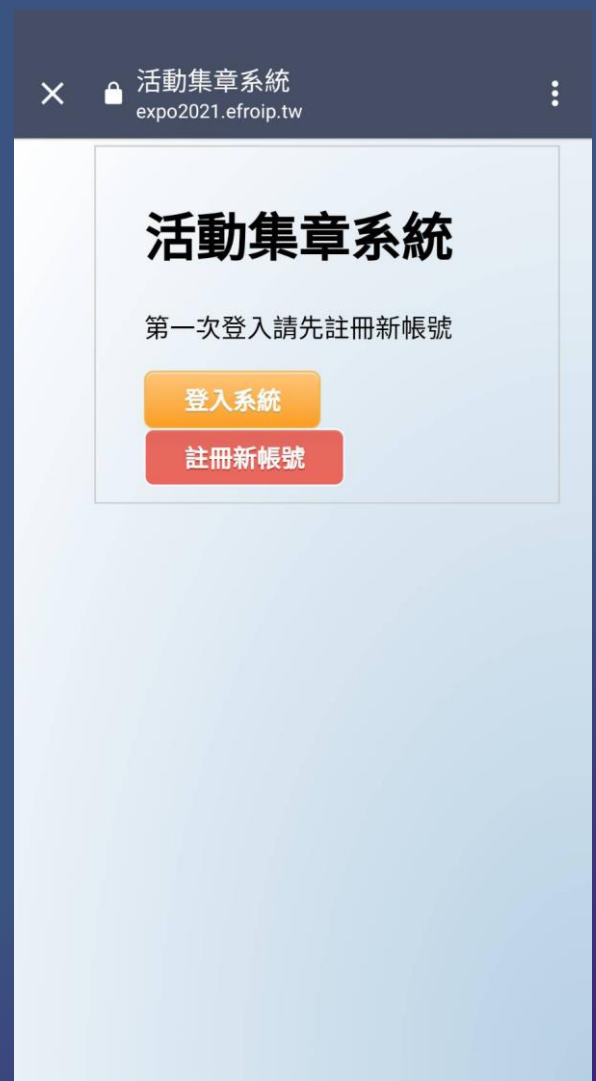 活動集章系統
expo2021.efroip.tw
活動集章系統
第一次登入請先註冊新帳號
登入系統
註冊新帳號